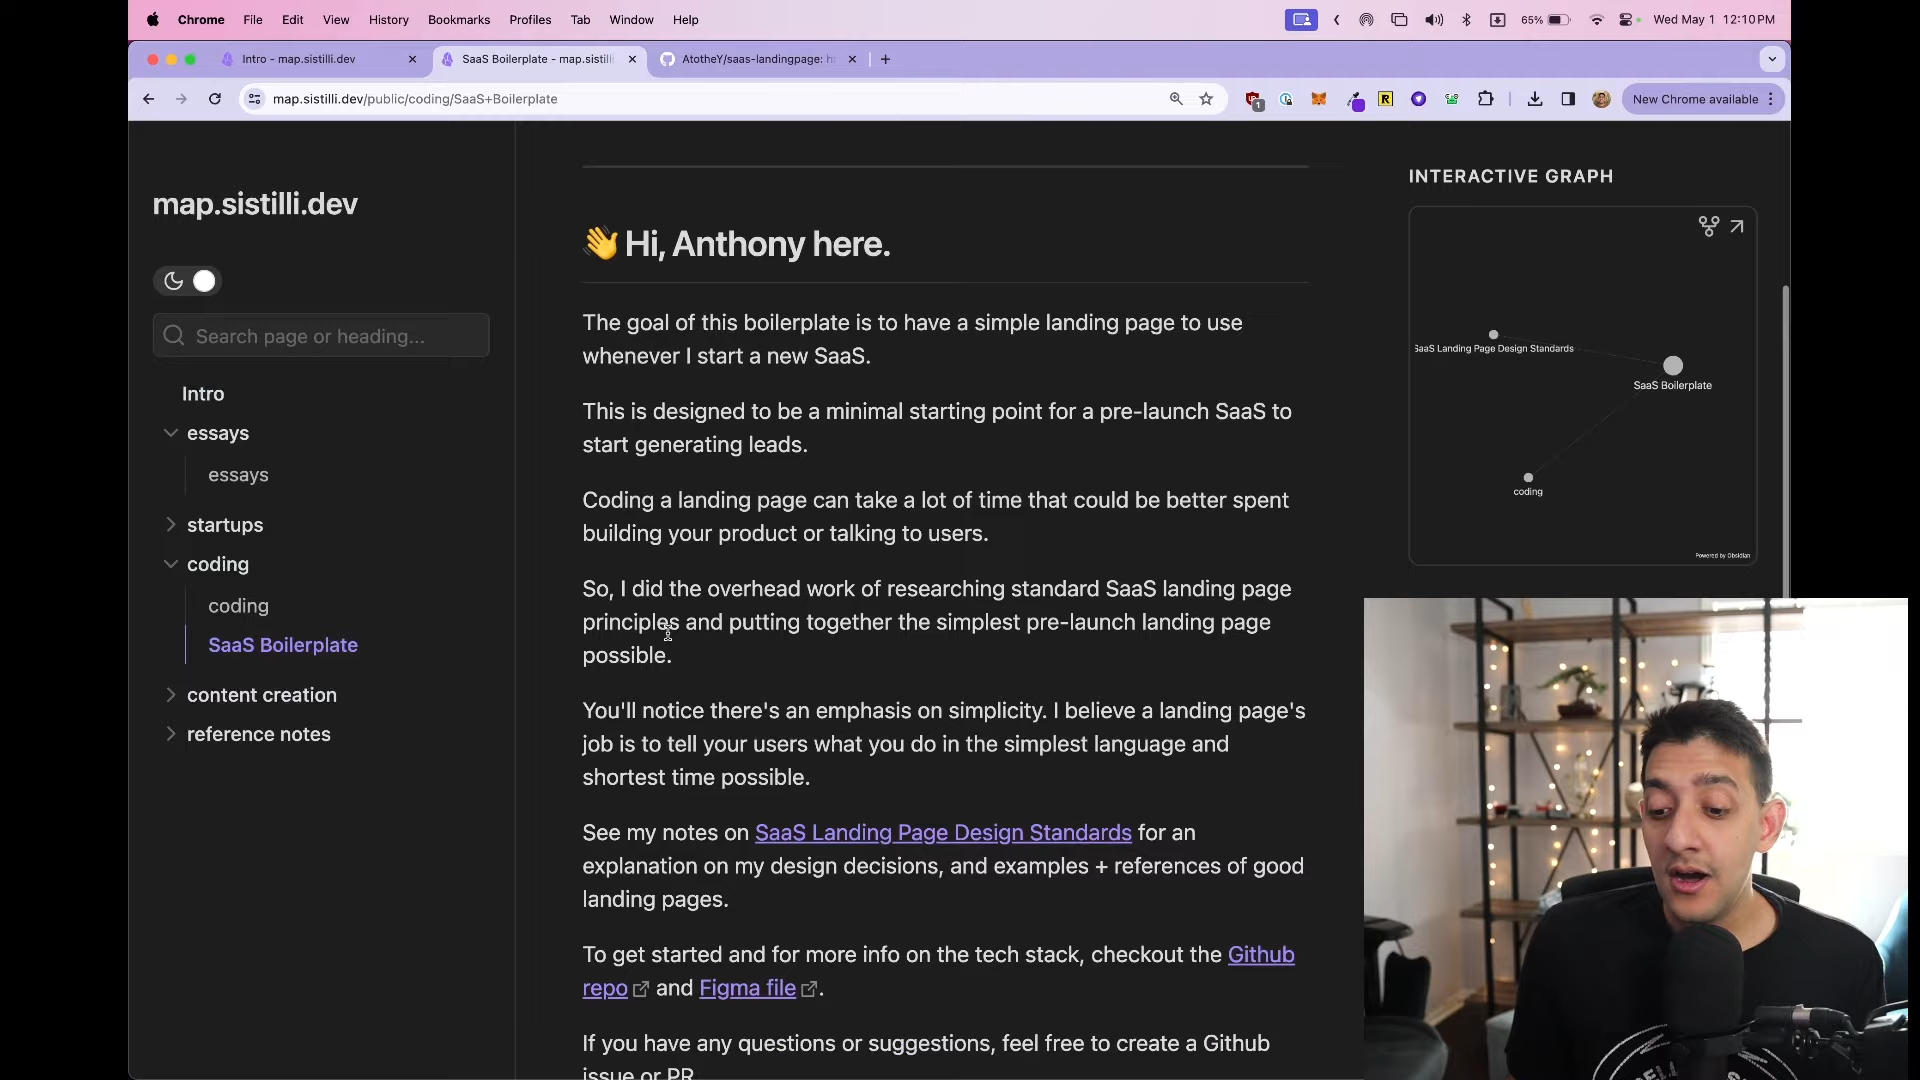 Chrome File Edit View History Bookmarks Profiles Tab Window Help 65% Wed May 1 12:10 PM
Intro - map.sistilli.dev
SaaS Boilerplate - map.sistilli
AtotheY/saas-landingpage:
map.sistilli.dev/public/coding/SaaS+Boilerplate
1
R
New Chrome available
map.sistilli.dev
Search page or heading...
Intro
essays
essays
startups
coding
coding
SaaS Boilerplate
content creation
reference notes
👋 Hi, Anthony here.
The goal of this boilerplate is to have a simple landing page to use
whenever I start a new SaaS.
This is designed to be a minimal starting point for a pre-launch SaaS to
start generating leads.
Coding a landing page can take a lot of time that could be better spent
building your product or talking to users.
So, I did the overhead work of researching standard SaaS landing page
principles and putting together the simplest pre-launch landing page
possible.
You'll notice there's an emphasis on simplicity. I believe a landing page's
job is to tell your users what you do in the simplest language and
shortest time possible.
See my notes on SaaS Landing Page Design Standards for an
explanation on my design decisions, and examples + references of good
landing pages.
To get started and for more info on the tech stack, checkout the Github
repo and Figma file.
If you have any questions or suggestions, feel free to create a Github
issue or PR
INTERACTIVE GRAPH
SaaS Landing Page Design Standards
SaaS Boilerplate
coding
Powered by Obsidian